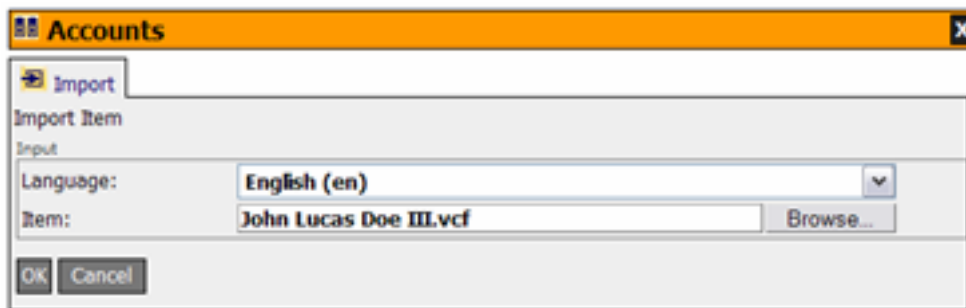 Accounts
X
Import
Import Item
Input
Language: English (en)
Item: John Lucas Doe III.vcf Browse...
OK Cancel